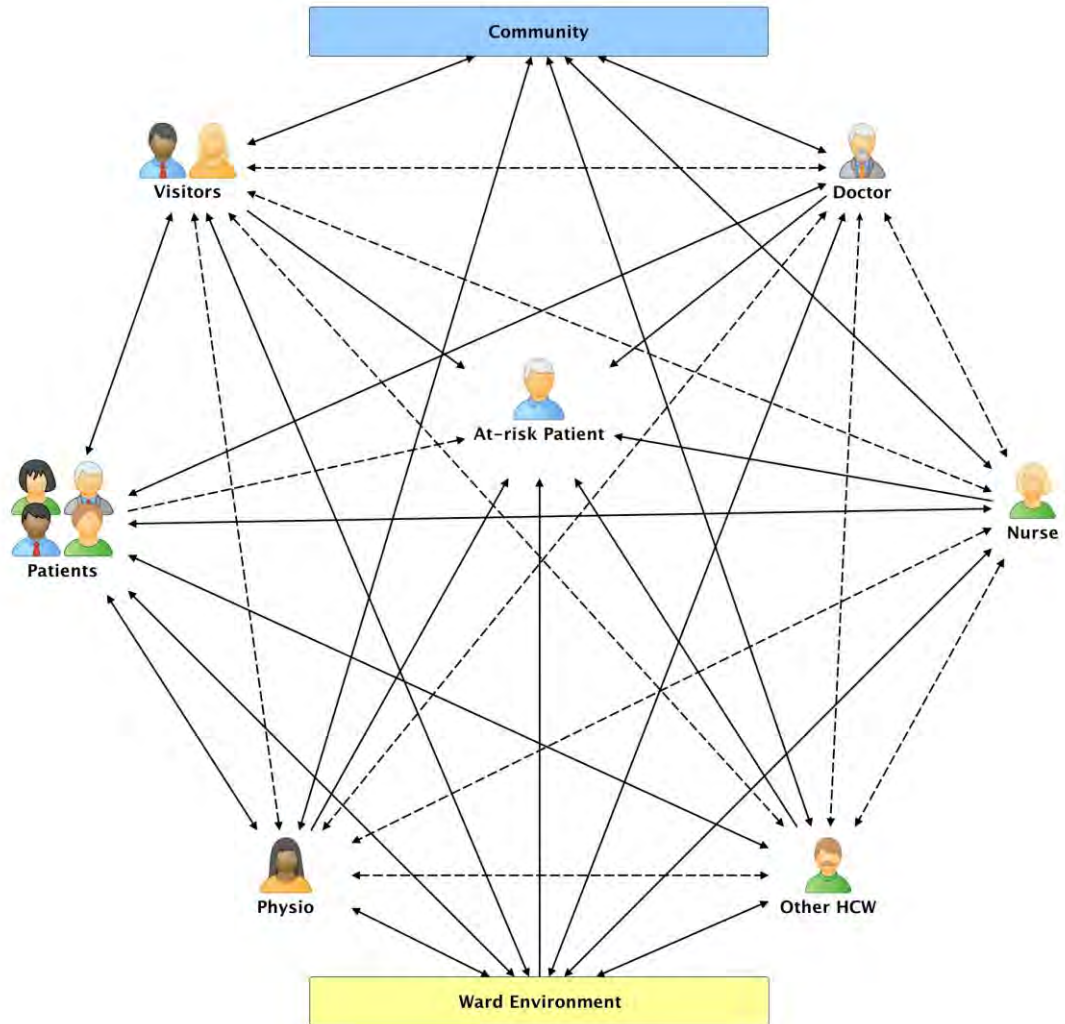 Community
Visitors
Doctor
At-risk Patient
Patients
Nurse
Physio
Other HCW
Ward Environment